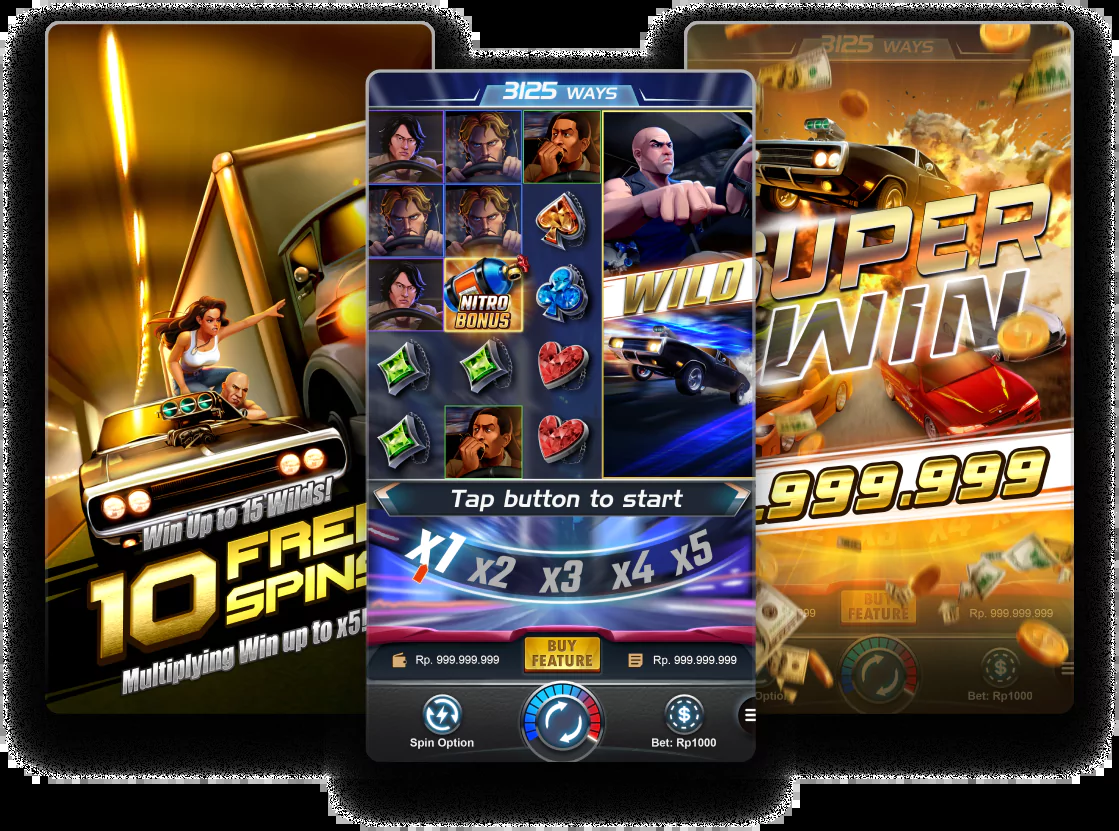 Win Up to 15 Wilds!
10 FREE
SPINS
Multiplying Win up to x5!
3125 WAYS
NITRO
BONUS
WILD
Tap button to start
x1 x2 x3 x4 x5
Rp. 999.999.999
BUY
FEATURE
Rp. 999.999.999
Spin Option
Bet: Rp1000
3125 WAYS
SUPER
WIN
.999.999
BUY
FEATURE
Rp. 999.999.999
Bet: Rp1000